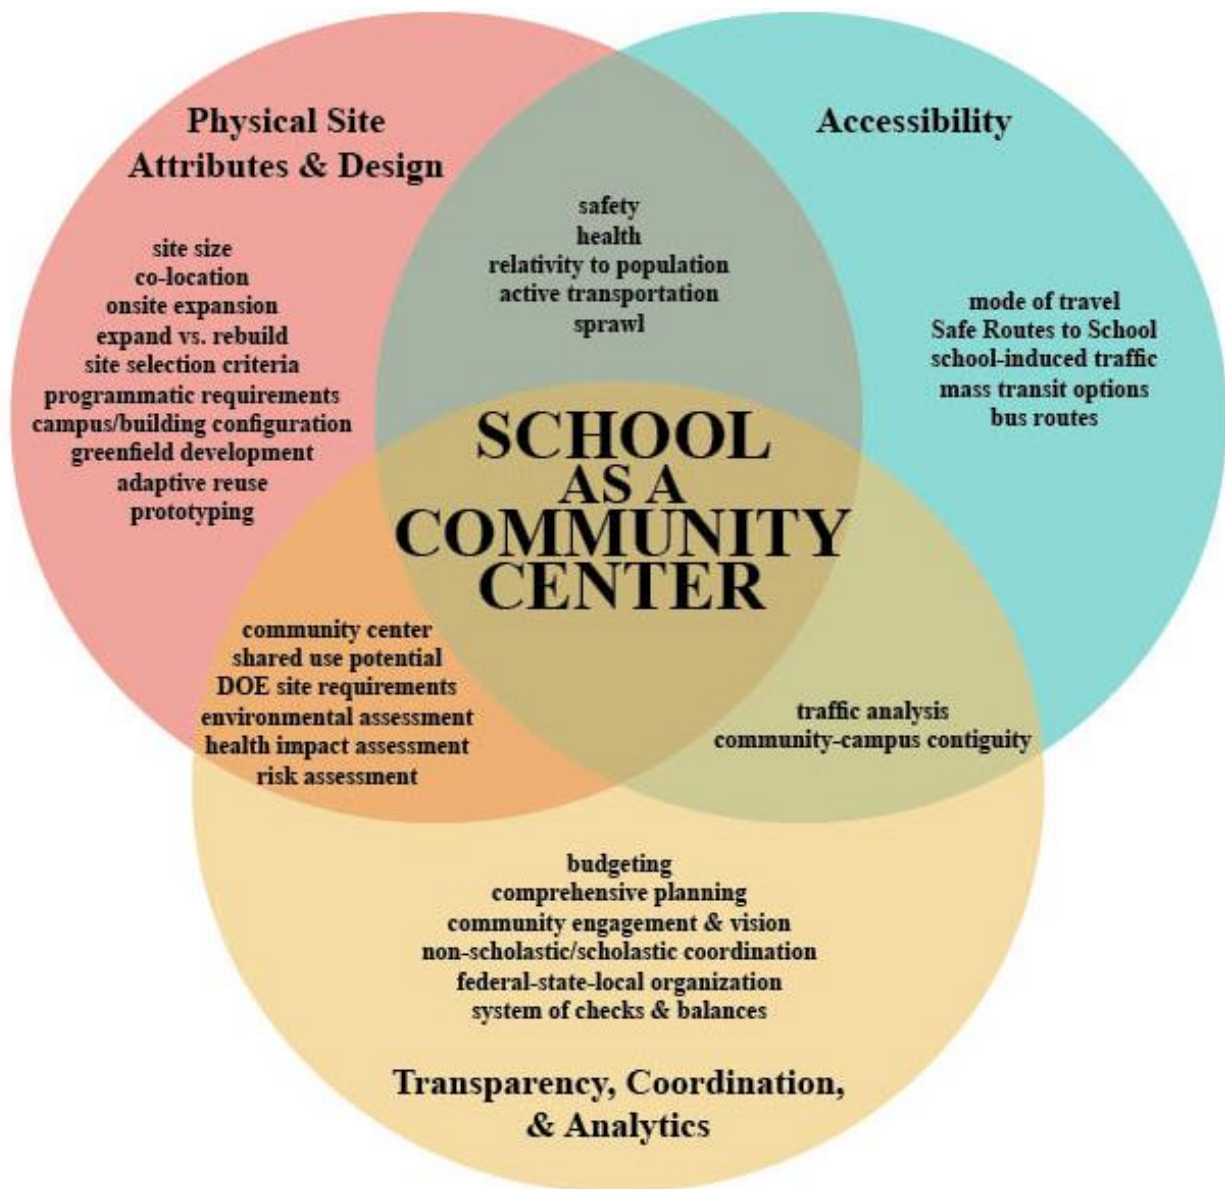 Physical Site
Attributes & Design
site size
co-location
onsite expansion
expand vs. rebuild
site selection criteria
programmatic requirements
campus/building configuration
greenfield development
adaptive reuse
prototyping
safety
health
relativity to population
active transportation
sprawl
Accessibility
mode of travel
Safe Routes to School
school-induced traffic
mass transit options
bus routes
SCHOOL
AS A
COMMUNITY
CENTER
community center
shared use potential
DOE site requirements
environmental assessment
health impact assessment
risk assessment
traffic analysis
community-campus contiguity
budgeting
comprehensive planning
community engagement & vision
non-scholastic/scholastic coordination
federal-state-local organization
system of checks & balances
Transparency, Coordination,
& Analytics